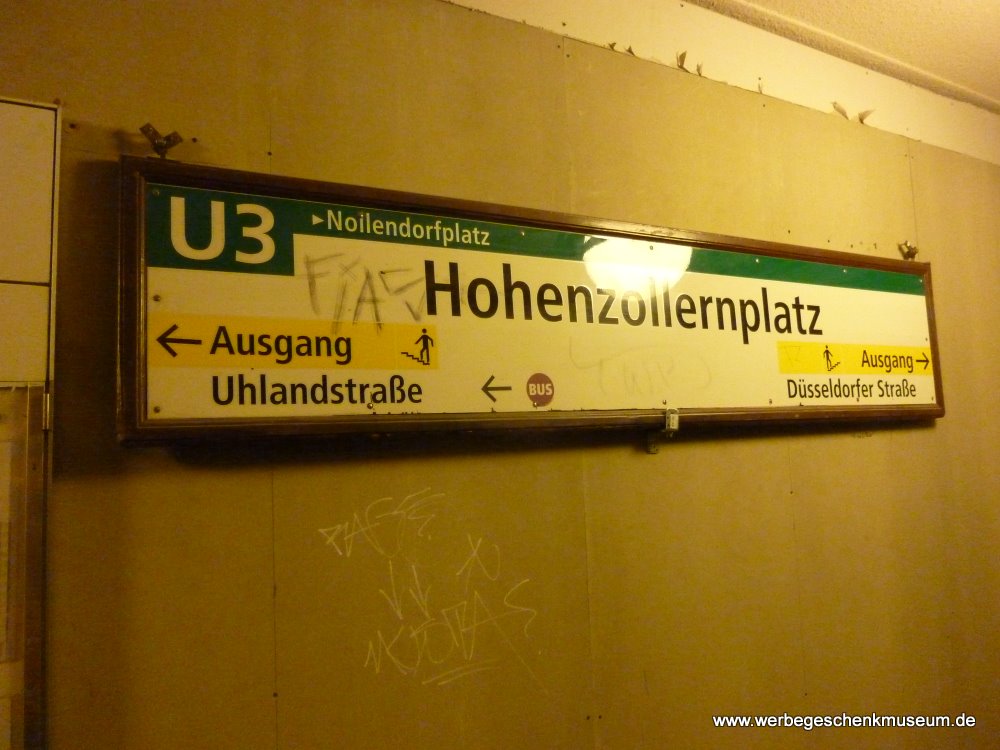 U3
▸Noilendorfplatz
Hohenzollernplatz
← Ausgang
Uhlandstraße
← BUS
Ausgang →
Düsseldorfer Straße
www.werbegeschenkmuseum.de